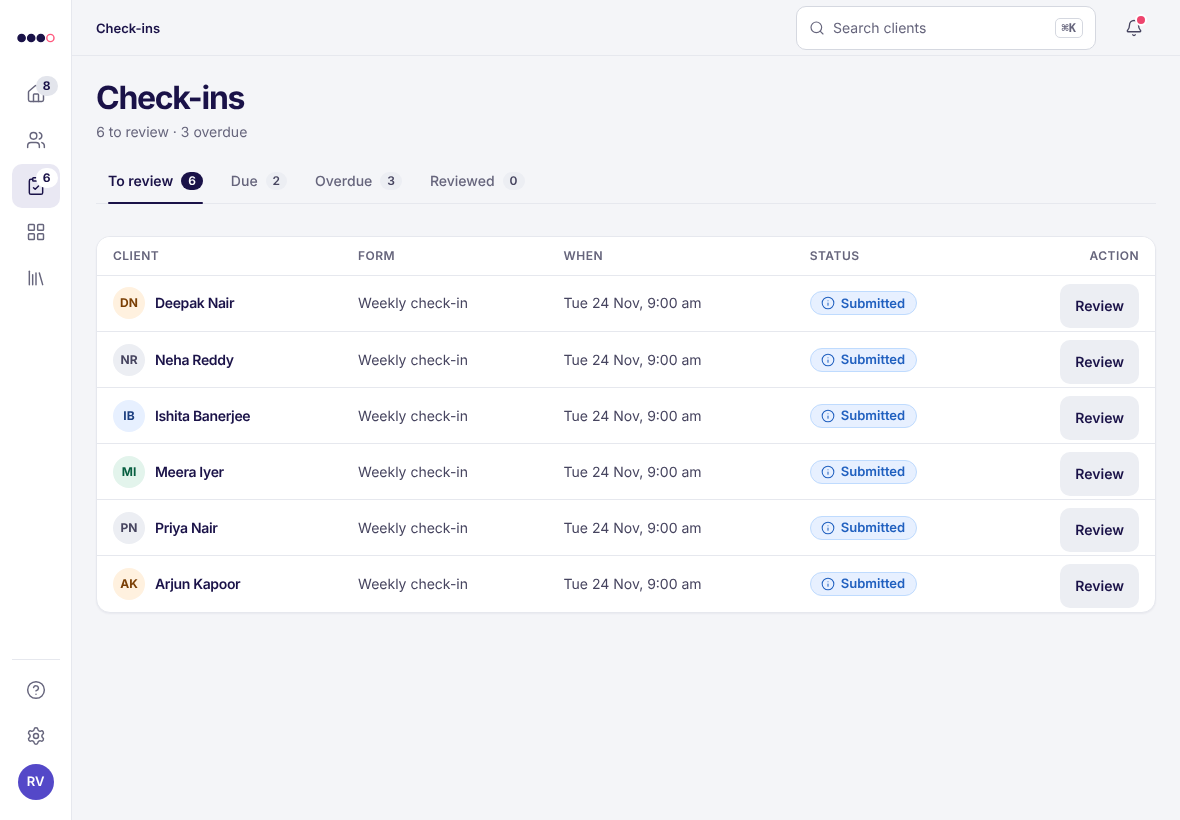 Check-ins
Search clients
⌘K
8
6
Check-ins
6 to review · 3 overdue
To review 6 Due 2 Overdue 3 Reviewed 0
CLIENT FORM WHEN STATUS ACTION
DN Deepak Nair Weekly check-in Tue 24 Nov, 9:00 am Submitted Review
NR Neha Reddy Weekly check-in Tue 24 Nov, 9:00 am Submitted Review
IB Ishita Banerjee Weekly check-in Tue 24 Nov, 9:00 am Submitted Review
MI Meera Iyer Weekly check-in Tue 24 Nov, 9:00 am Submitted Review
PN Priya Nair Weekly check-in Tue 24 Nov, 9:00 am Submitted Review
AK Arjun Kapoor Weekly check-in Tue 24 Nov, 9:00 am Submitted Review
RV